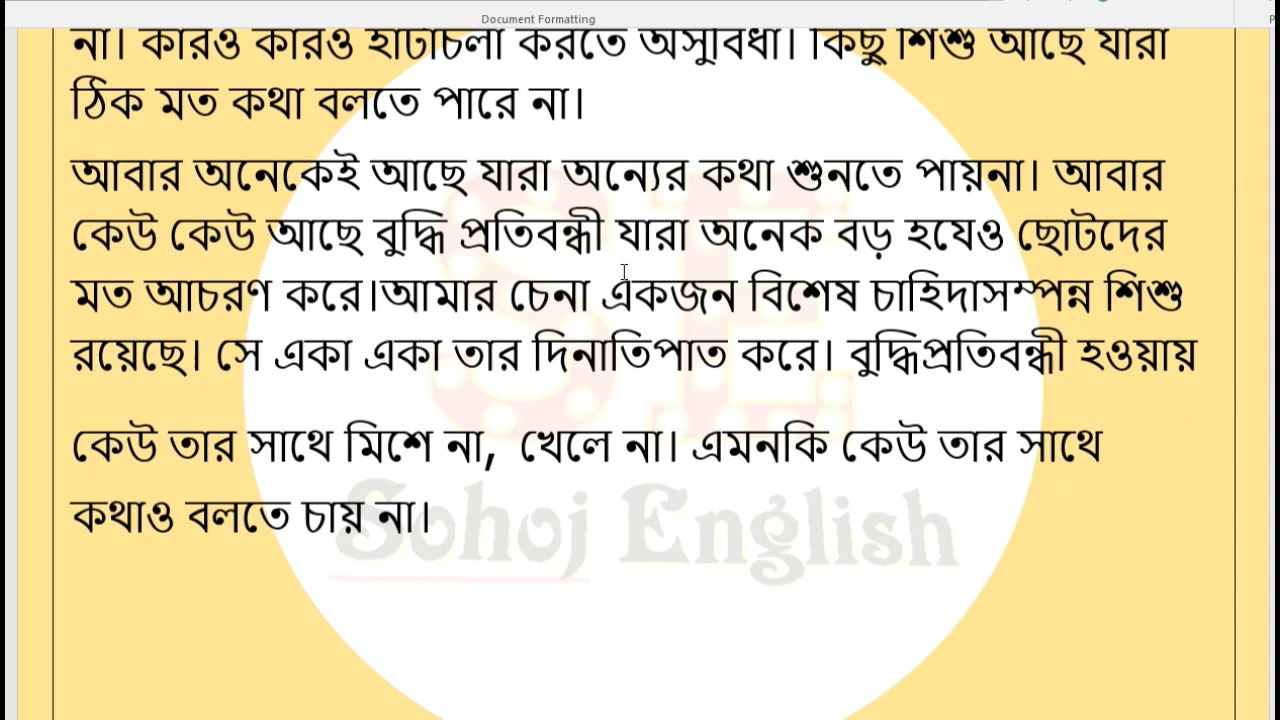 Document Formatting
না। কারও কারও হাটাচলা করতে অসুবিধা। কিছু শিশু আছে যারা
ঠিক মত কথা বলতে পারে না।
আবার অনেকেই আছে যারা অন্যের কথা শুনতে পায়না। আবার
কেউ কেউ আছে বুদ্ধি প্রতিবন্ধী যারা অনেক বড় হযেও ছোটদের
মত আচরণ করে।আমার চেনা একজন বিশেষ চাহিদাসম্পন্ন শিশু
রয়েছে। সে একা একা তার দিনাতিপাত করে। বুদ্ধিপ্রতিবন্ধী হওয়ায়
কেউ তার সাথে মিশে না, খেলে না। এমনকি কেউ তার সাথে
কথাও বলতে চায় না।
SE
Sohoj English